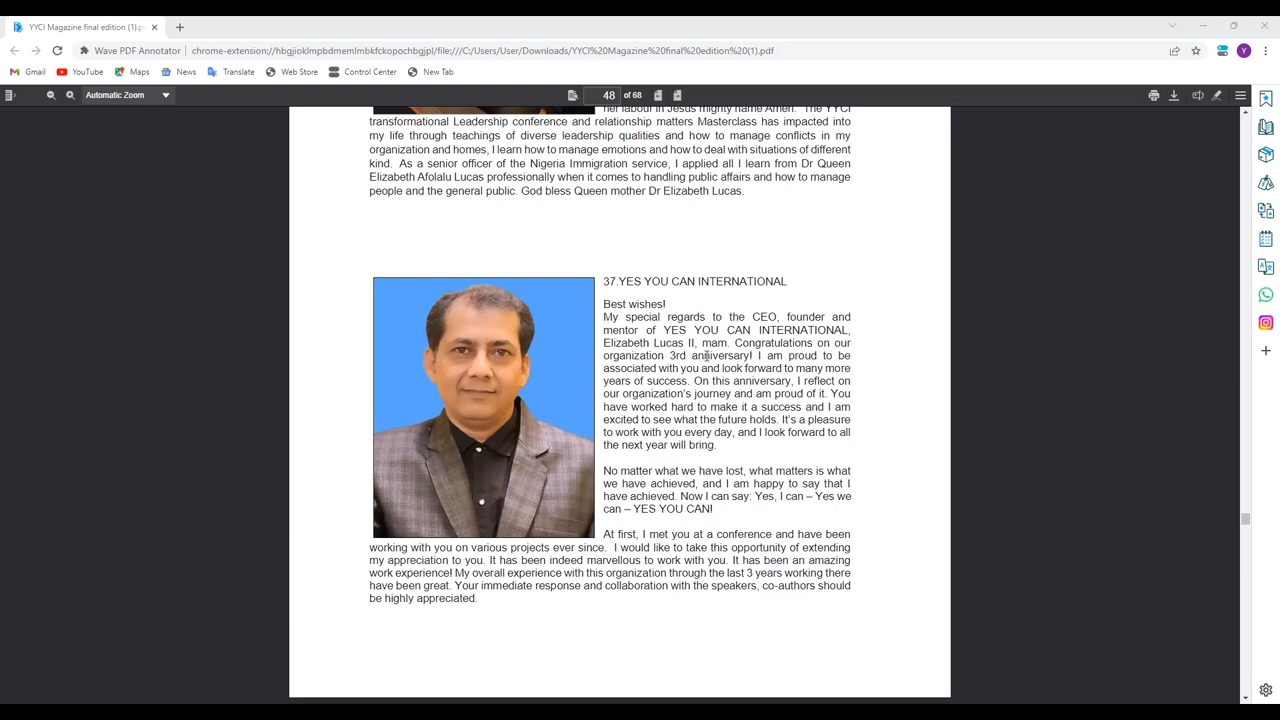 YYCI Magazine final edition (1).p
Wave PDF Annotator
chrome-extension://hbgjioklmpbdmemlmbkfckopochbgjpl/file:///C:/Users/User/Downloads/YYCI%20Magazine%20final%20edition%20(1).pdf
Y
Gmail YouTube Maps News Translate Web Store Control Center New Tab
Automatic Zoom 48 of 68
her labour in Jesus mighty name Amen. The YYCI
transformational Leadership conference and relationship matters Masterclass has impacted into
my life through teachings of diverse leadership qualities and how to manage conflicts in my
organization and homes, I learn how to manage emotions and how to deal with situations of different
kind. As a senior officer of the Nigeria Immigration service, I applied all I learn from Dr Queen
Elizabeth Afolalu Lucas professionally when it comes to handling public affairs and how to manage
people and the general public. God bless Queen mother Dr Elizabeth Lucas.
37.YES YOU CAN INTERNATIONAL
Best wishes!
My special regards to the CEO, founder and
mentor of YES YOU CAN INTERNATIONAL,
Elizabeth Lucas II, mam. Congratulations on our
organization 3rd anniversary! I am proud to be
associated with you and look forward to many more
years of success. On this anniversary, I reflect on
our organization's journey and am proud of it. You
have worked hard to make it a success and I am
excited to see what the future holds. It's a pleasure
to work with you every day, and I look forward to all
the next year will bring.
No matter what we have lost, what matters is what
we have achieved, and I am happy to say that I
have achieved. Now I can say: Yes, I can – Yes we
can – YES YOU CAN!
At first, I met you at a conference and have been
working with you on various projects ever since. I would like to take this opportunity of extending
my appreciation to you. It has been indeed marvellous to work with you. It has been an amazing
work experience! My overall experience with this organization through the last 3 years working there
have been great. Your immediate response and collaboration with the speakers, co-authors should
be highly appreciated.